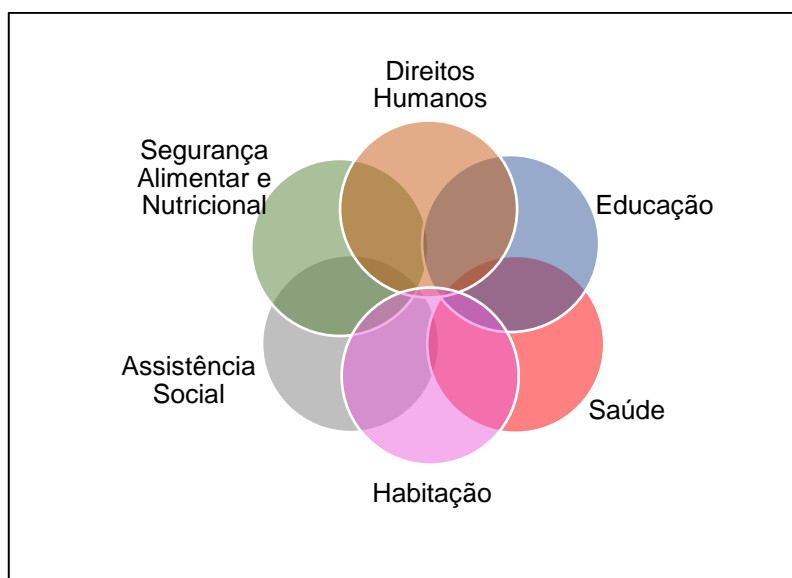 Direitos
Humanos
Segurança
Alimentar e
Nutricional
Educação
Assistência
Social
Saúde
Habitação